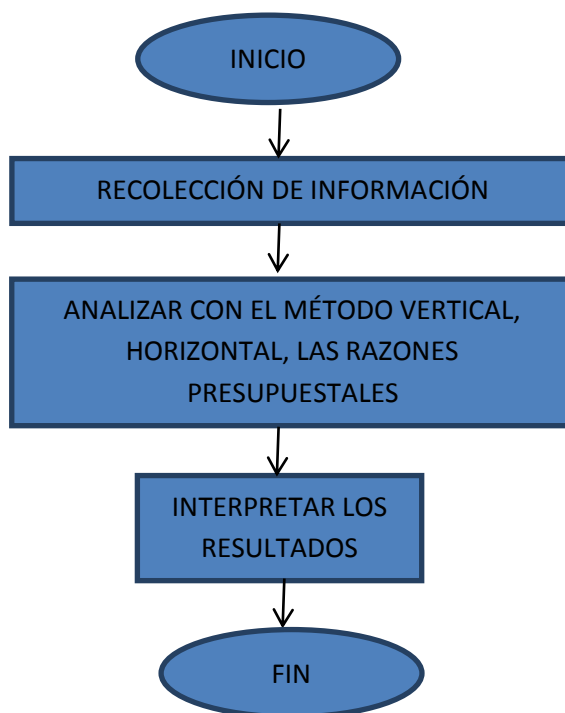 INICIO
RECOLECCIÓN DE INFORMACIÓN
ANALIZAR CON EL MÉTODO VERTICAL,
HORIZONTAL, LAS RAZONES
PRESUPUESTALES
INTERPRETAR LOS
RESULTADOS
FIN